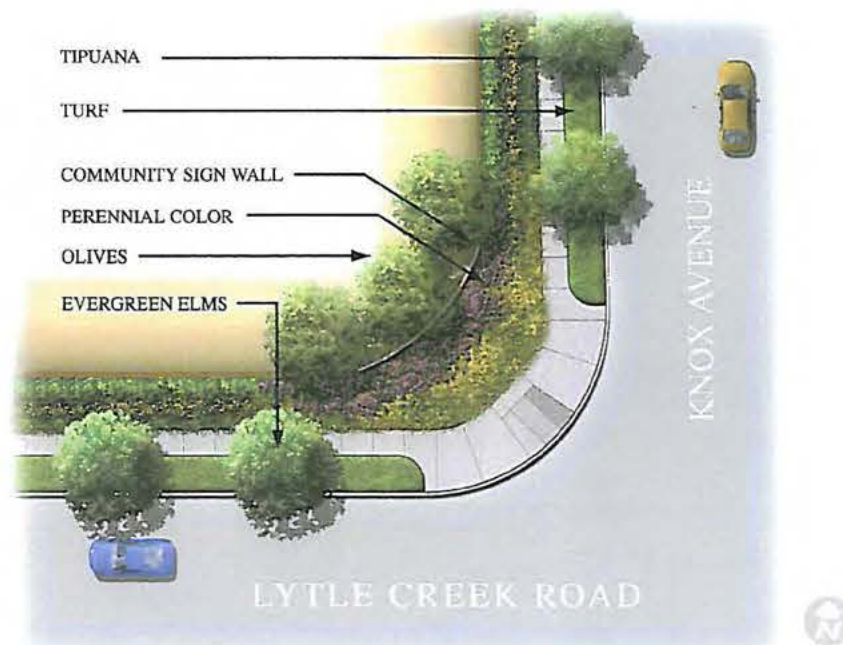 TIPUANA
TURF
COMMUNITY SIGN WALL
PERENNIAL COLOR
OLIVES
EVERGREEN ELMS
KNOX AVENUE
LYTLE CREEK ROAD
N